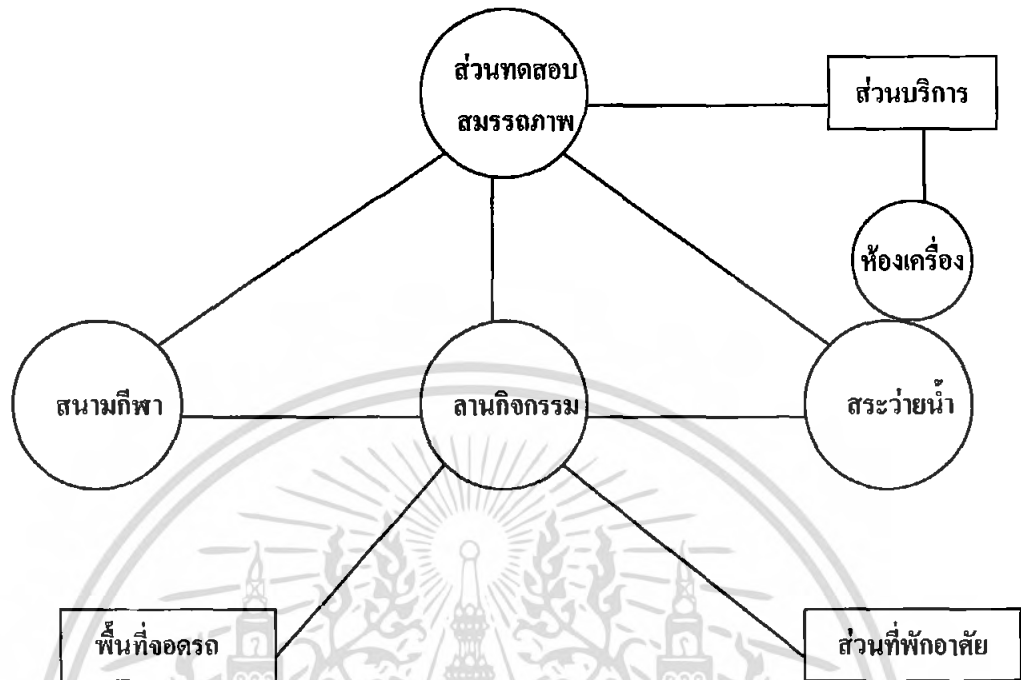 ส่วนทดสอบ
สมรรถภาพ
ส่วนบริการ
ห้องเครื่อง
สนามกีฬา
ลานกิจกรรม
สระว่ายน้ำ
พื้นที่จอดรถ
ส่วนที่พักอาศัย